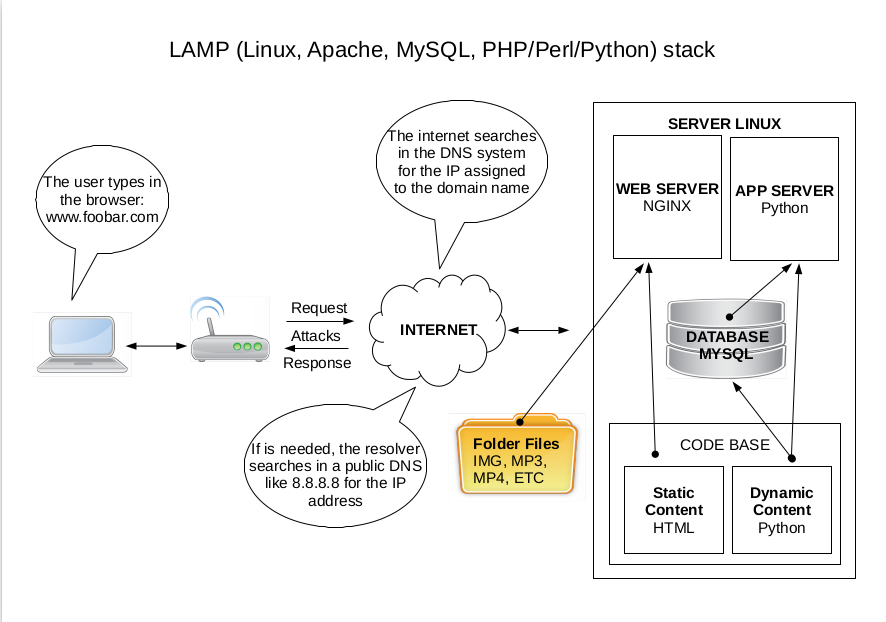 LAMP (Linux, Apache, MySQL, PHP/Perl/Python) stack
The user types in
the browser:
www.foobar.com
The internet searches
in the DNS system
for the IP assigned
to the domain name
Request
Attacks
Response
INTERNET
If is needed, the resolver
searches in a public DNS
like 8.8.8.8 for the IP
address
Folder Files
IMG, MP3,
MP4, ETC
SERVER LINUX
WEB SERVER
NGINX
APP SERVER
Python
DATABASE
MYSQL
CODE BASE
Static
Content
HTML
Dynamic
Content
Python